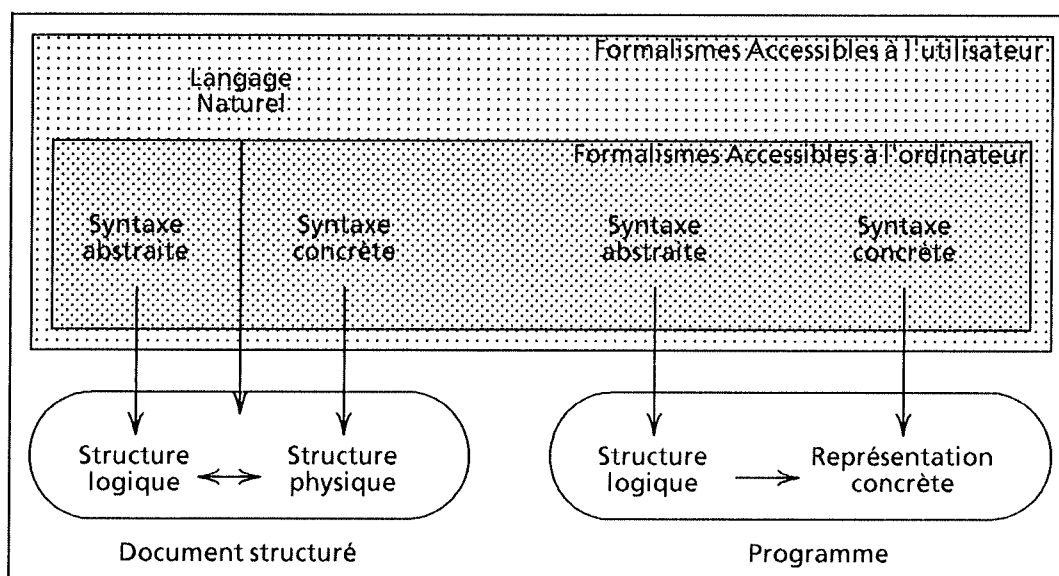 Formalismes Accessibles à l'utilisateur
Langage
Naturel
Formalismes Accessibles à l'ordinateur
Syntaxe
abstraite
Syntaxe
concrète
Syntaxe
abstraite
Syntaxe
concrète
Structure
logique
Structure
physique
Structure
logique
Représentation
concrète
Document structuré
Programme